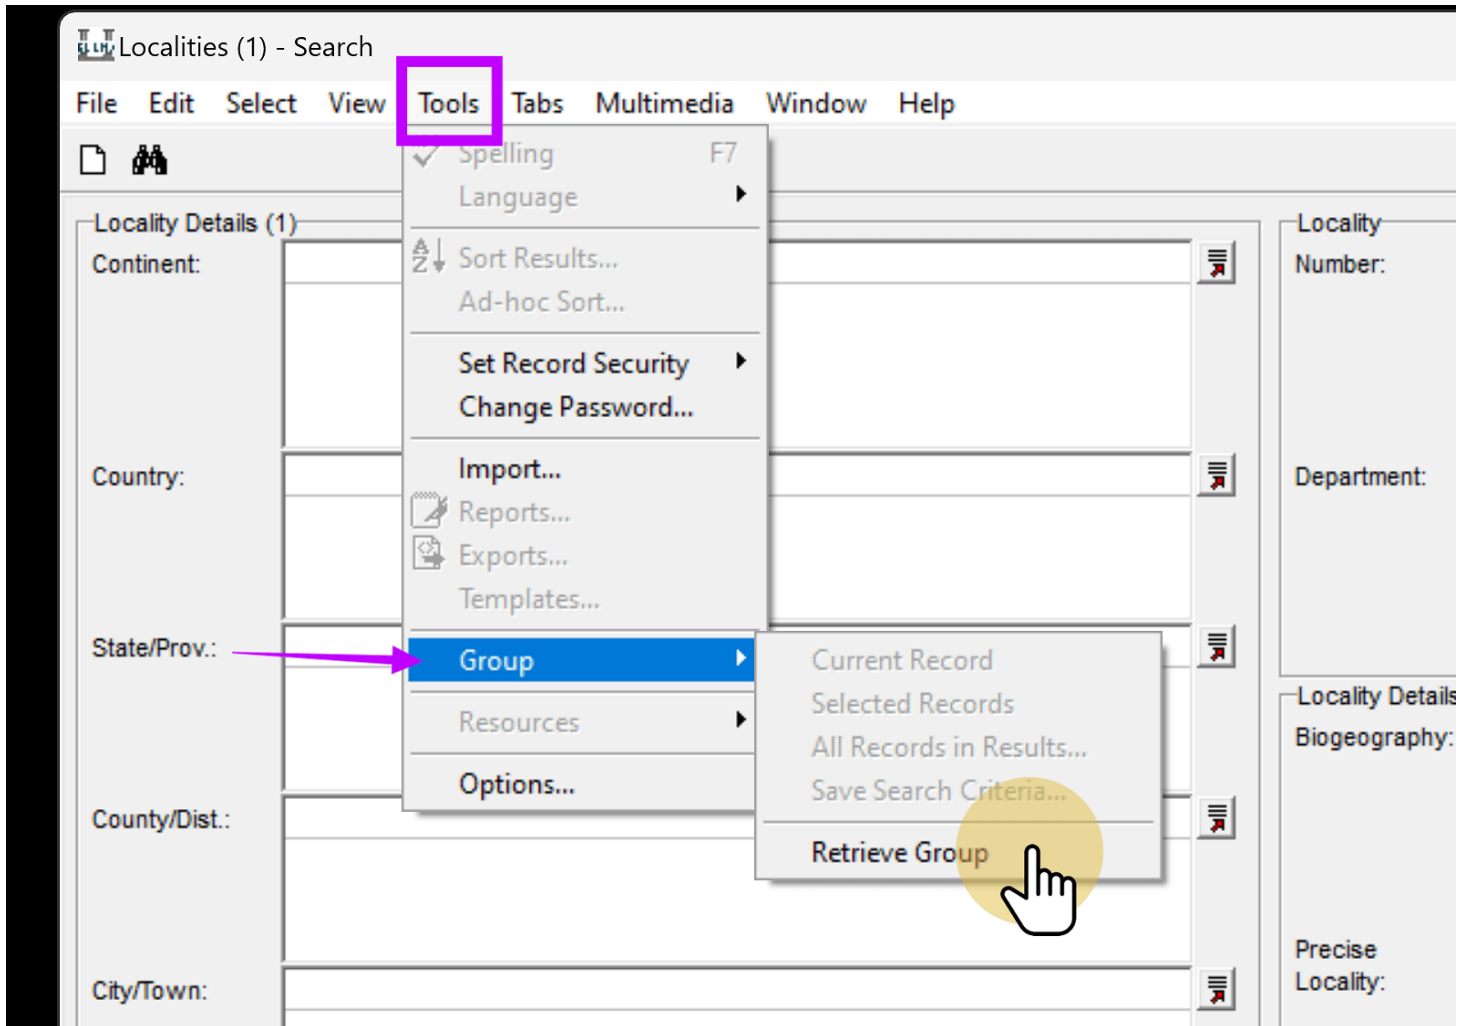 Localities (1) - Search
File Edit Select View Tools Tabs Multimedia Window Help
Spelling F7
Language
Sort Results...
Ad-hoc Sort...
Set Record Security
Change Password...
Import...
Reports...
Exports...
Templates...
Group
Resources
Options...
Current Record
Selected Records
All Records in Results...
Save Search Criteria...
Retrieve Group
Locality Details (1)
Continent:
Country:
State/Prov.:
County/Dist.:
City/Town:
Locality
Number:
Department:
Locality Details
Biogeography:
Precise
Locality: